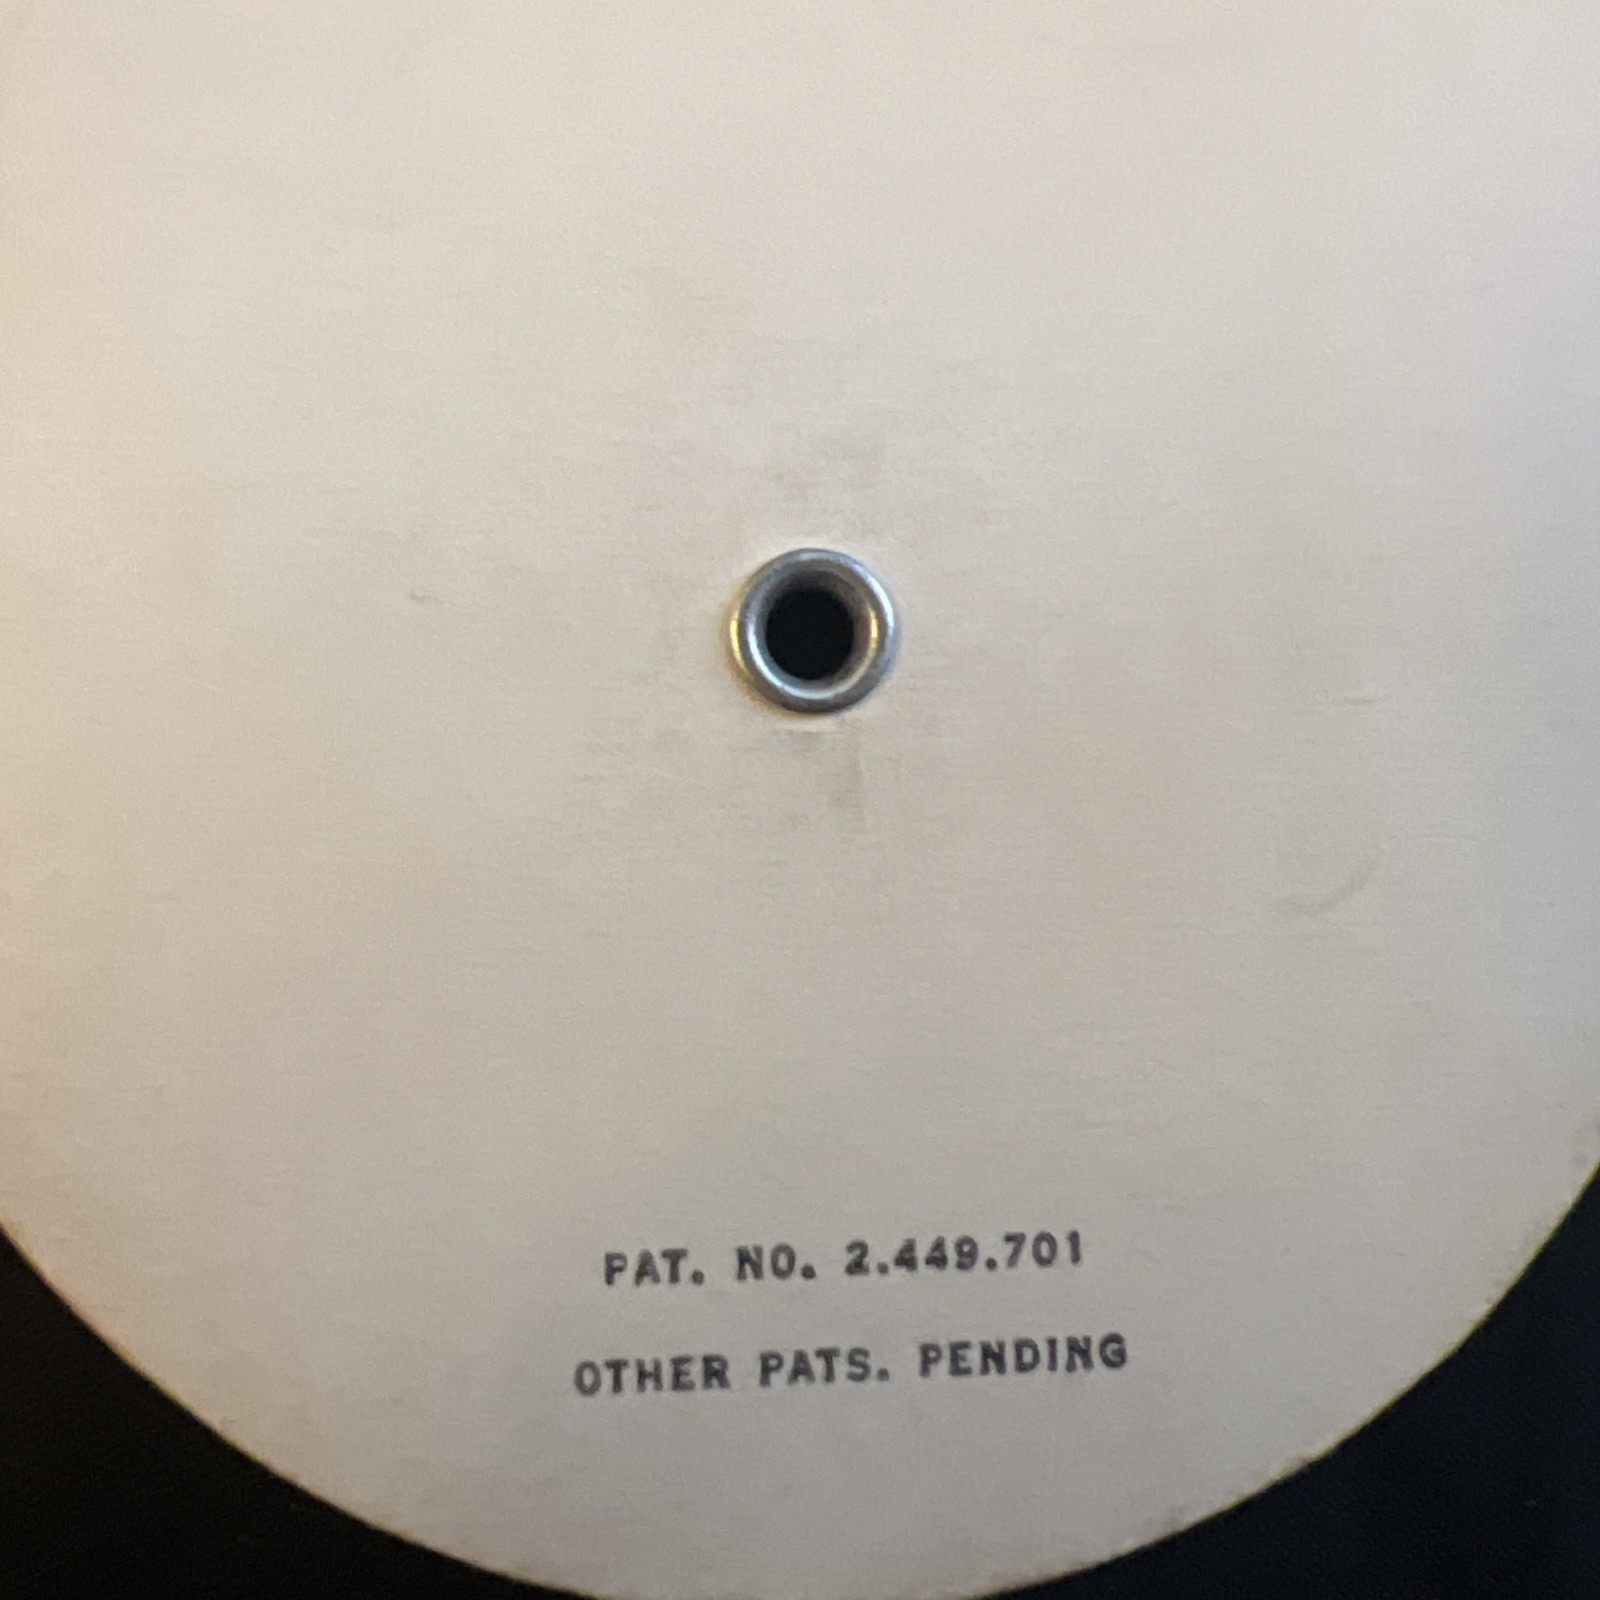 PAT. NO. 2.449.701
OTHER PATS. PENDING